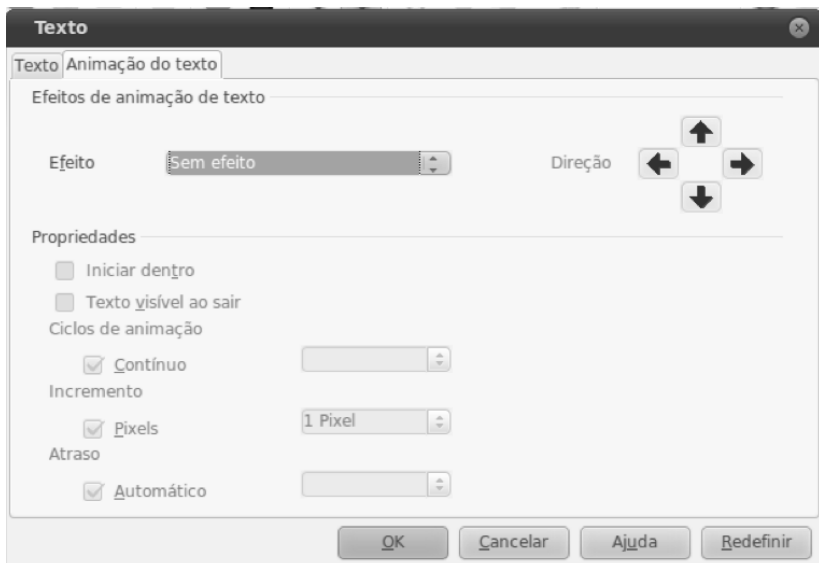 Texto
Texto Animação do texto
Efeitos de animação de texto
Efeito Sem efeito Direção
Propriedades
Iniciar dentro
Texto visível ao sair
Ciclos de animação
Contínuo
Incremento
Pixels 1 Pixel
Atraso
Automático
OK Cancelar Ajuda Redefinir